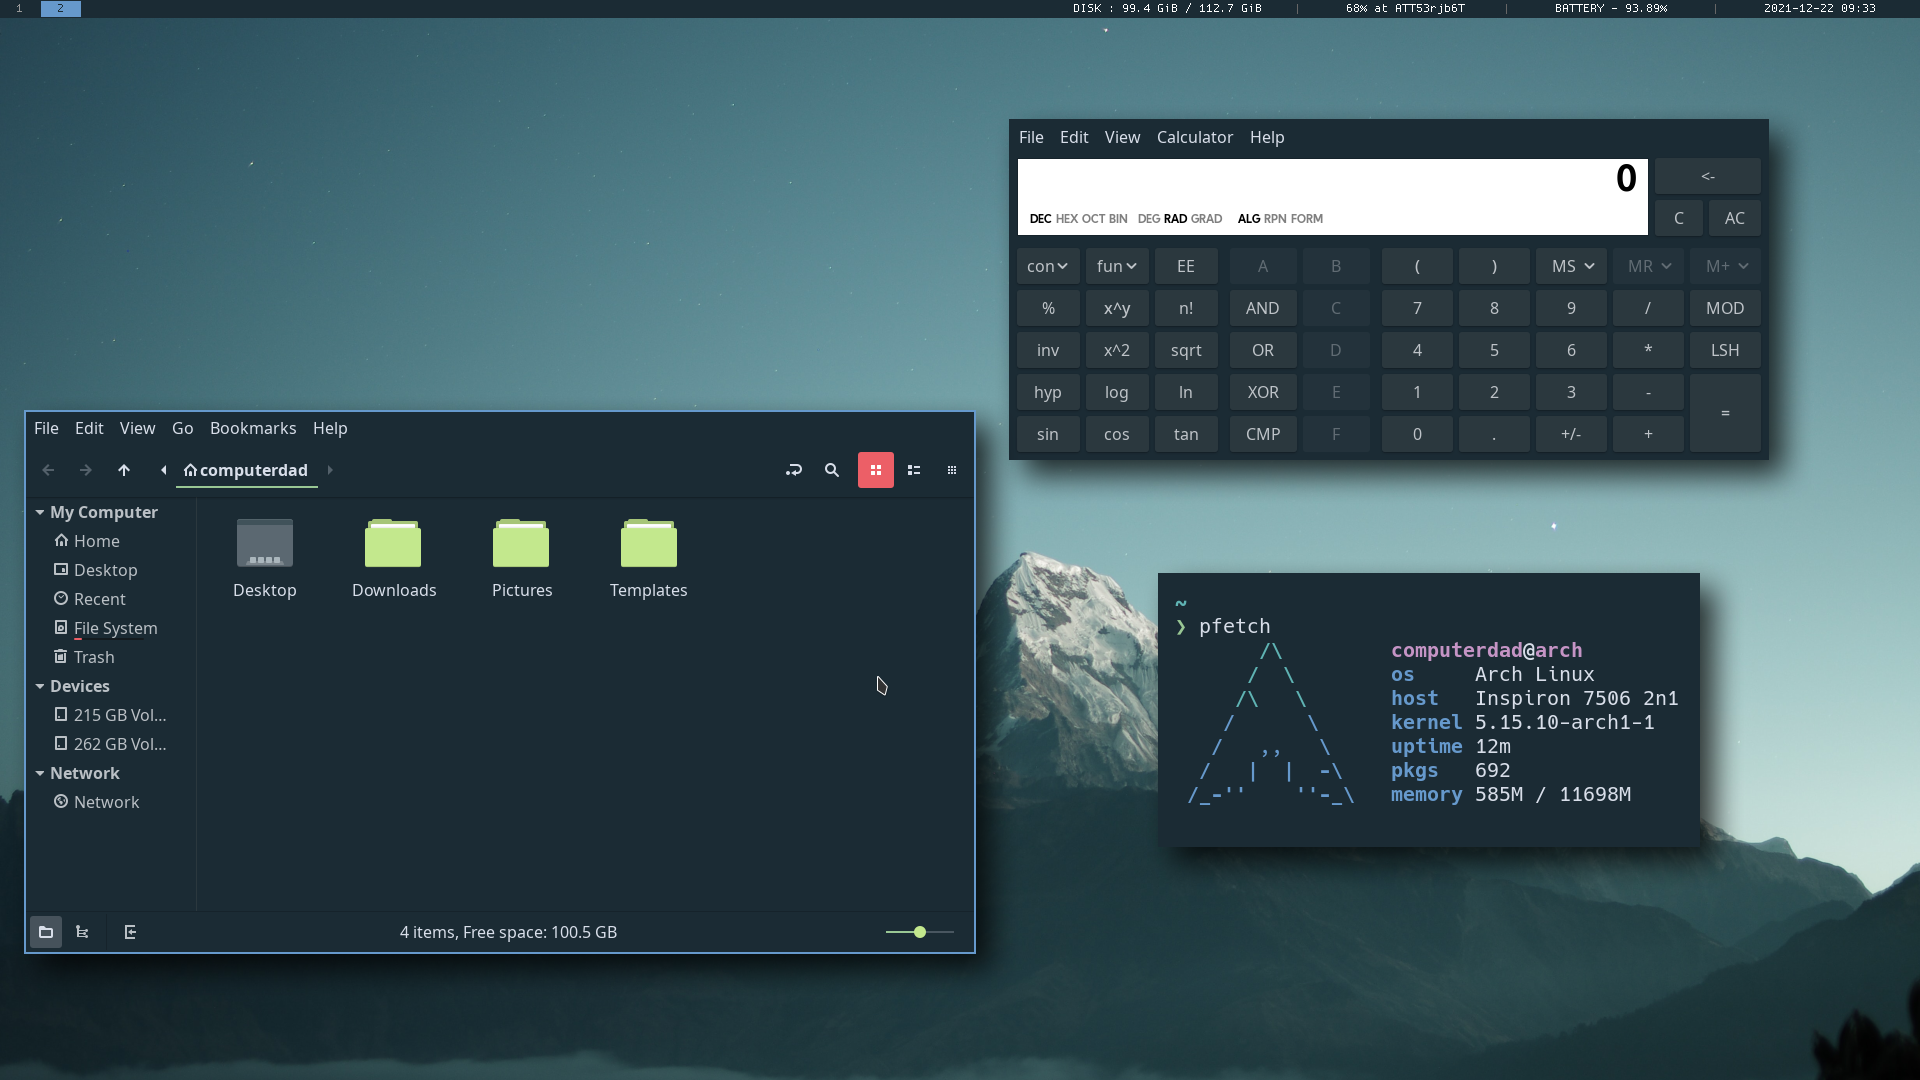 1 2 DISK : 99.4 GiB / 112.7 GiB | 68% at ATT53rjb6T | BATTERY - 93.89% | 2021-12-22 09:33
File Edit View Calculator Help
0
<-
DEC HEX OCT BIN DEG RAD GRAD ALG RPN FORM
C AC
con fun EE A B ( ) MS MR M+
% x^y n! AND C 7 8 9 / MOD
inv x^2 sqrt OR D 4 5 6 * LSH
hyp log ln XOR E 1 2 3 - =
sin cos tan CMP F 0 . +/- +
File Edit View Go Bookmarks Help
computerdad
My Computer
Home
Desktop
Recent
File System
Trash
Devices
215 GB Vol...
262 GB Vol...
Network
Network
Desktop Downloads Pictures Templates
4 items, Free space: 100.5 GB
~
❯ pfetch
/\ computerdad@arch
/ \ os Arch Linux
/\ \ host Inspiron 7506 2n1
/ \ kernel 5.15.10-arch1-1
/ ,, \ uptime 12m
/ | | -\ pkgs 692
/_-'' ''-_\ memory 585M / 11698M